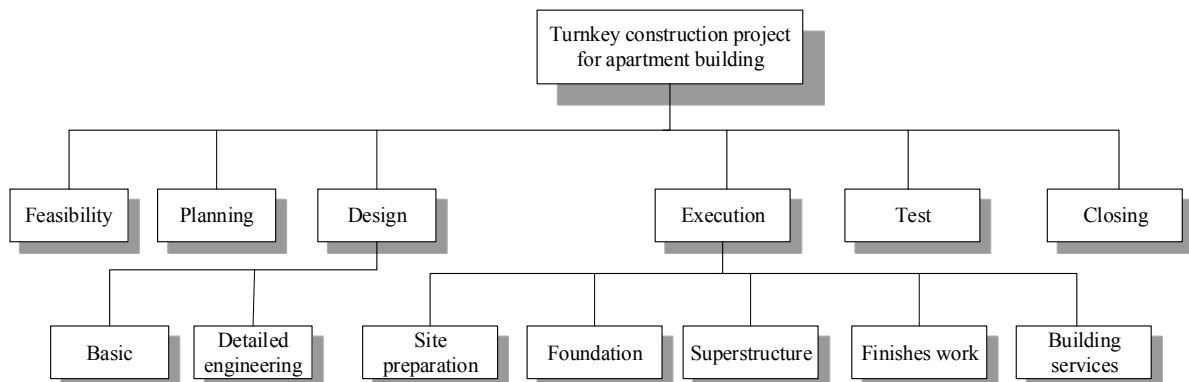 Turnkey construction project
for apartment building
Feasibility
Planning
Design
Execution
Test
Closing
Basic
Detailed
engineering
Site
preparation
Foundation
Superstructure
Finishes work
Building
services